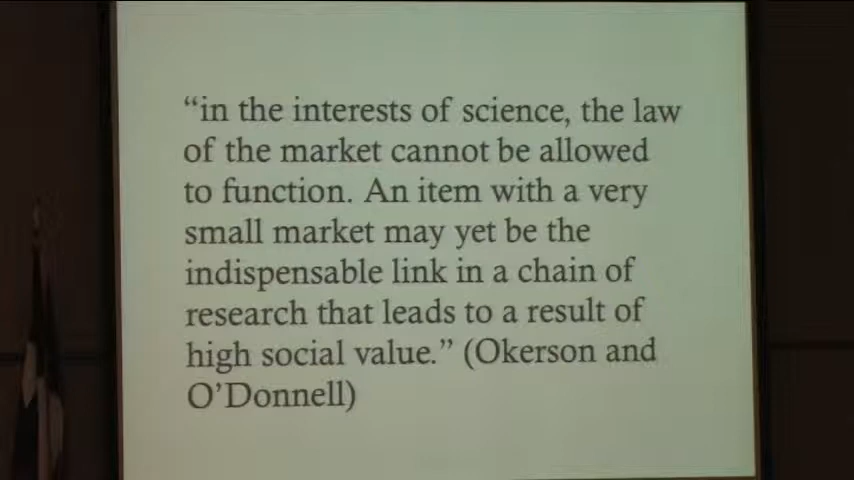 “in the interests of science, the law
of the market cannot be allowed
to function. An item with a very
small market may yet be the
indispensable link in a chain of
research that leads to a result of
high social value.” (Okerson and
O’Donnell)